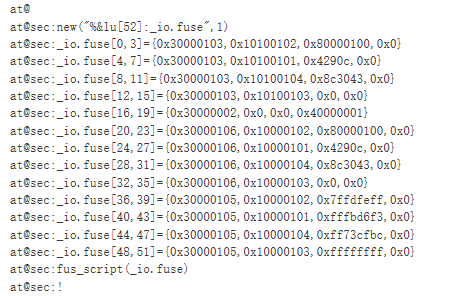 at@
at@sec:new("%&lu[52]:_io.fuse",1)
at@sec:_io.fuse[0,3]={0x30000103,0x10100102,0x80000100,0x0}
at@sec:_io.fuse[4,7]={0x30000103,0x10100101,0x4290c,0x0}
at@sec:_io.fuse[8,11]={0x30000103,0x10100104,0x8c3043,0x0}
at@sec:_io.fuse[12,15]={0x30000103,0x10100103,0x0,0x0}
at@sec:_io.fuse[16,19]={0x30000002,0x0,0x0,0x40000001}
at@sec:_io.fuse[20,23]={0x30000106,0x10000102,0x80000100,0x0}
at@sec:_io.fuse[24,27]={0x30000106,0x10000101,0x4290c,0x0}
at@sec:_io.fuse[28,31]={0x30000106,0x10000104,0x8c3043,0x0}
at@sec:_io.fuse[32,35]={0x30000106,0x10000103,0x0,0x0}
at@sec:_io.fuse[36,39]={0x30000105,0x10000102,0x7ffdfeff,0x0}
at@sec:_io.fuse[40,43]={0x30000105,0x10000101,0xfffbd6f3,0x0}
at@sec:_io.fuse[44,47]={0x30000105,0x10000104,0xff73cfbc,0x0}
at@sec:_io.fuse[48,51]={0x30000105,0x10000103,0xffffffff,0x0}
at@sec:fus_script(_io.fuse)
at@sec:!